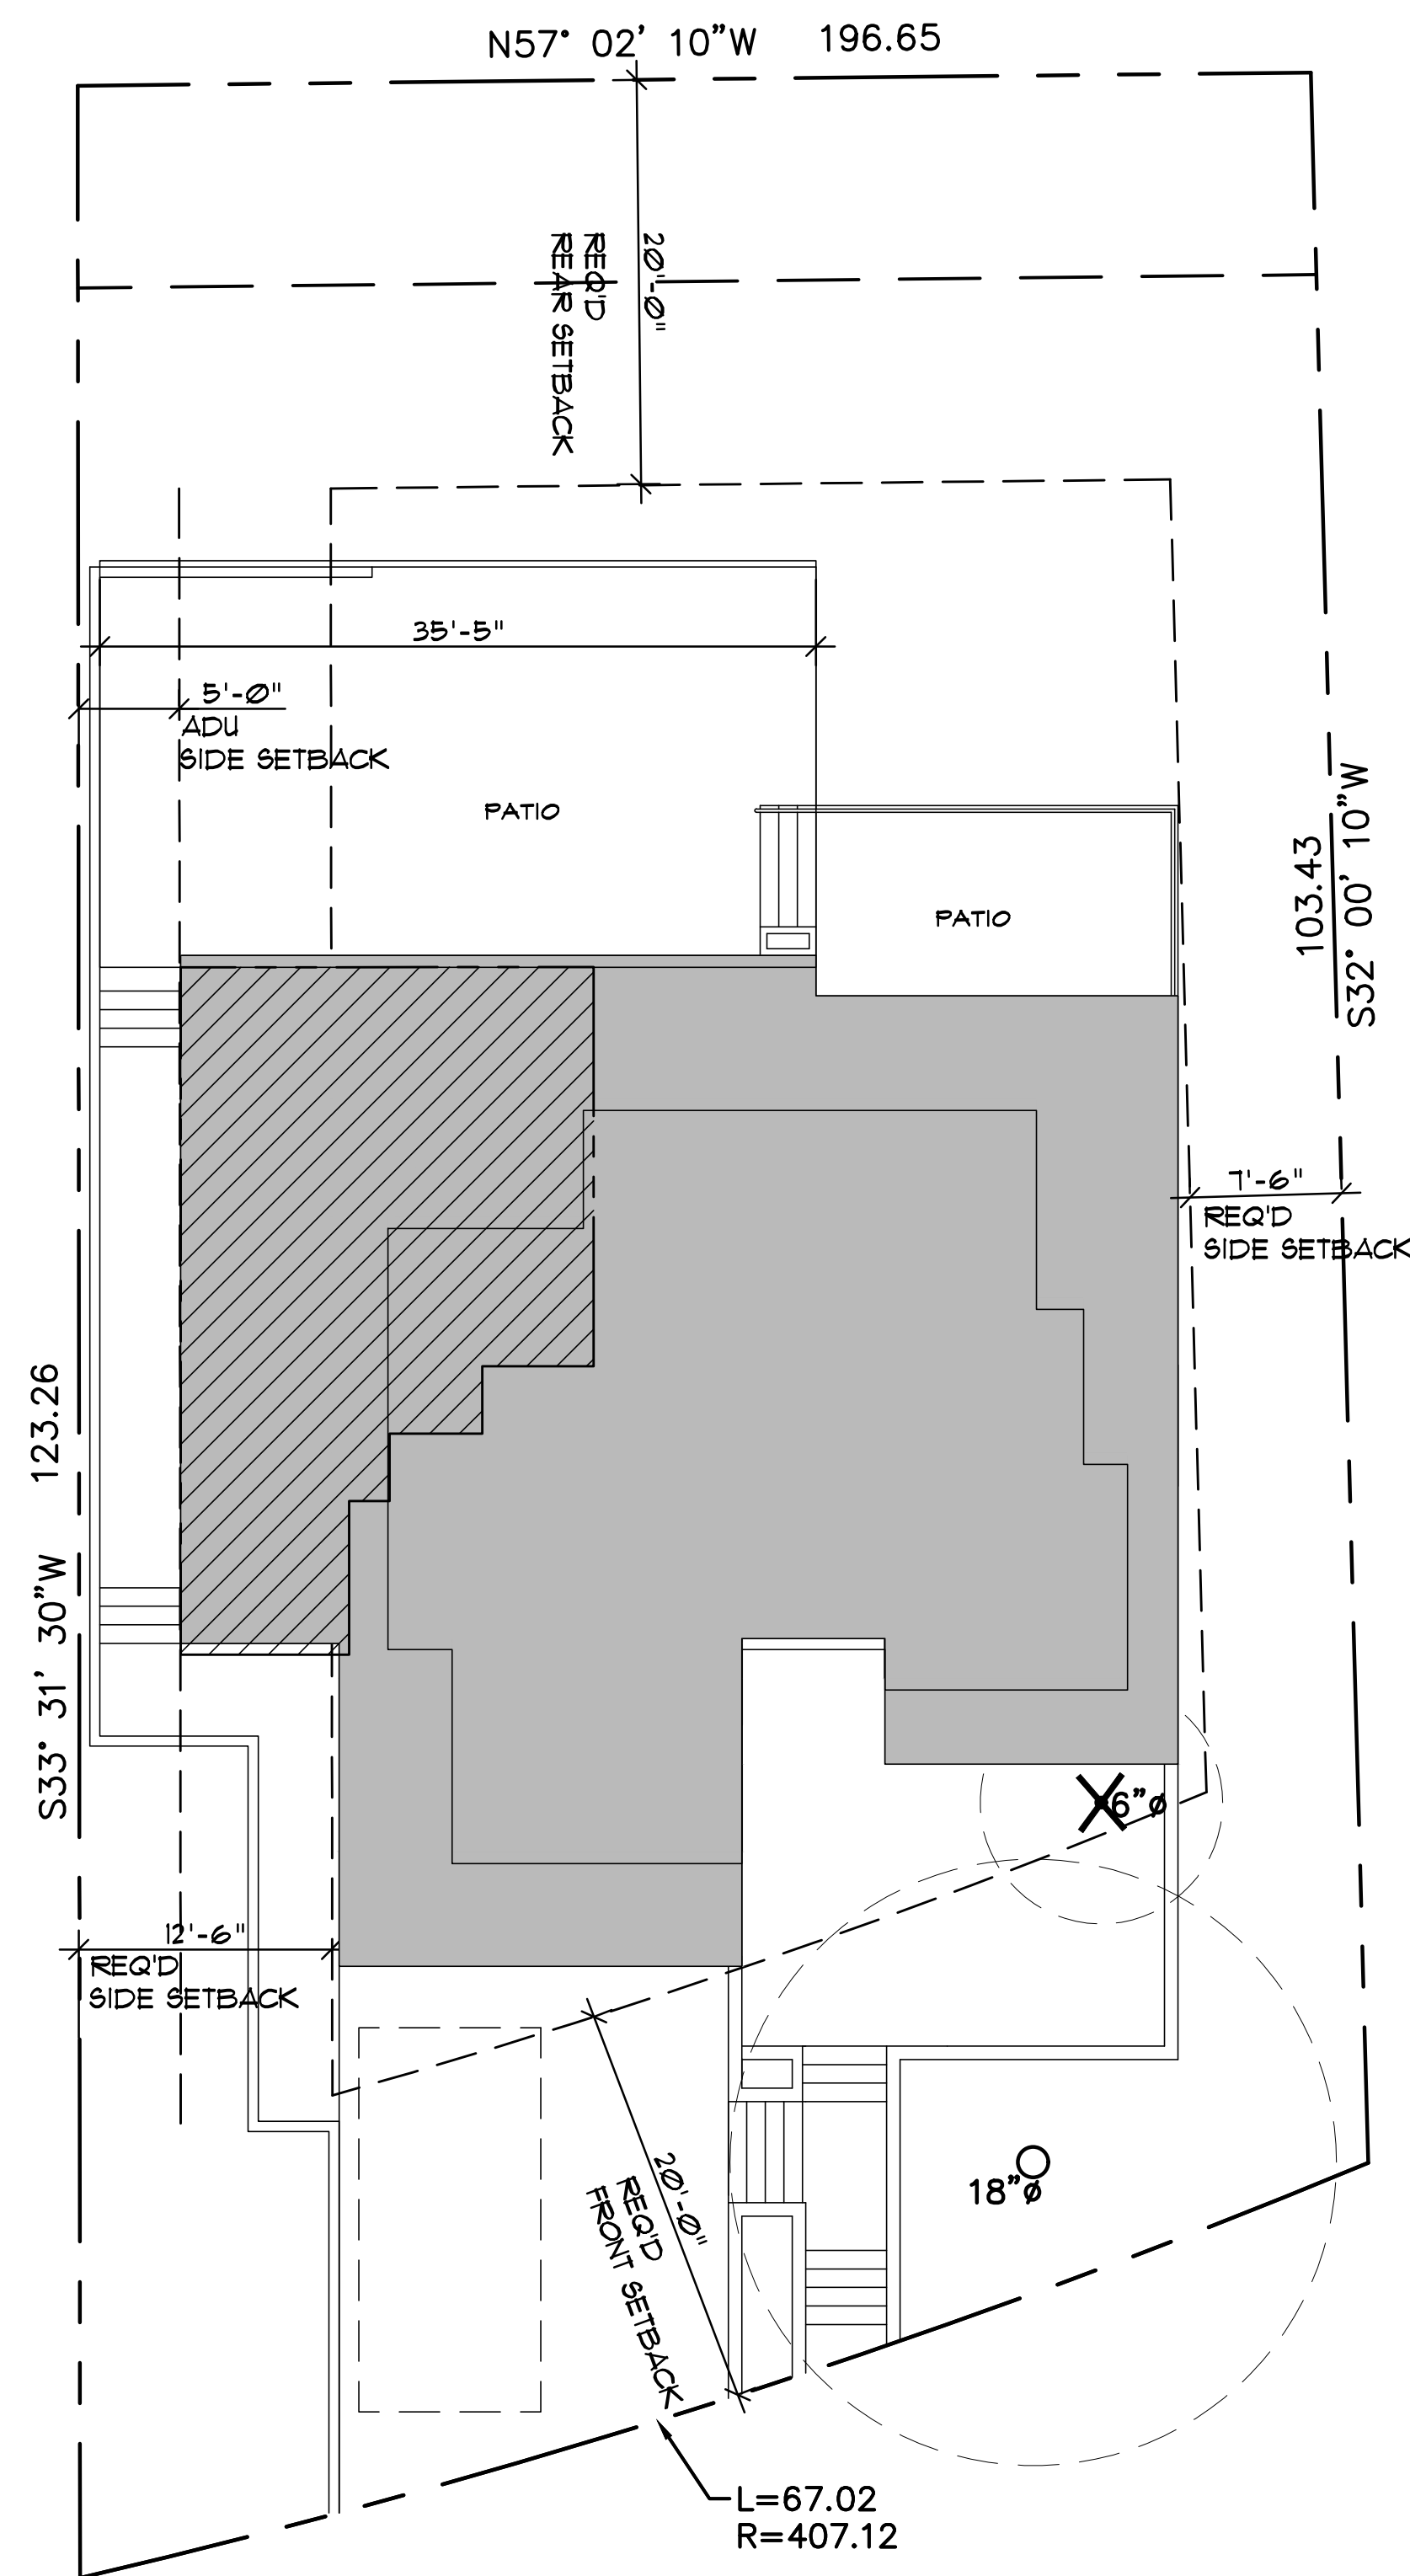 N57° 02' 10"W 196.65
20'-0"
REQ'D
REAR SETBACK
35'-5"
5'-0"
ADU
SIDE SETBACK
PATIO
PATIO
103.43
S32° 00' 10"W
7'-6"
REQ'D
SIDE SETBACK
S33° 31' 30"W 123.26
6"ø
12'-6"
REQ'D
SIDE SETBACK
20'-0"
REQ'D
FRONT SETBACK
18"ø
L=67.02
R=407.12